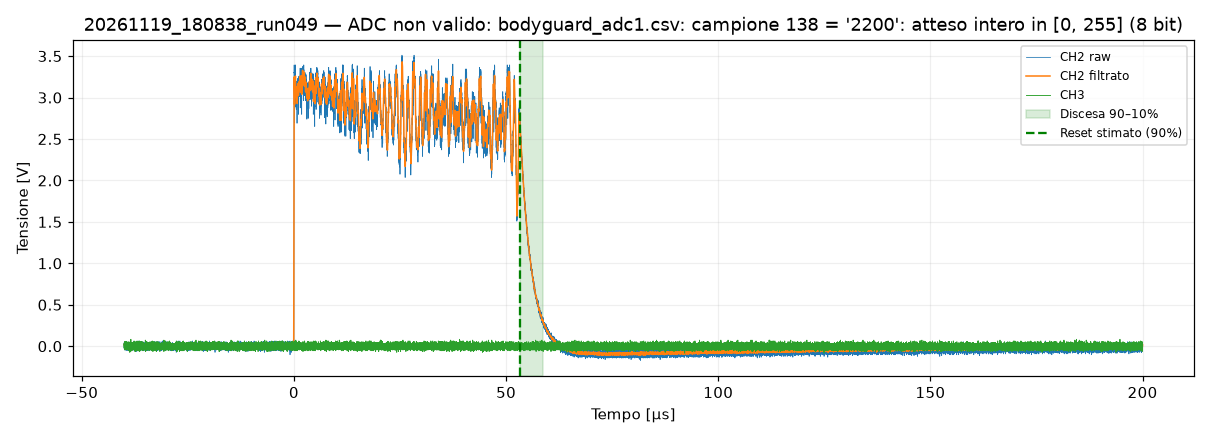 20261119_180838_run049 — ADC non valido: bodyguard_adc1.csv: campione 138 = '2200': atteso intero in [0, 255] (8 bit)
CH2 raw
CH2 filtrato
CH3
Discesa 90–10%
Reset stimato (90%)
Tensione [V]
3.5
3.0
2.5
2.0
1.5
1.0
0.5
0.0
−50
0
50
100
150
200
Tempo [µs]